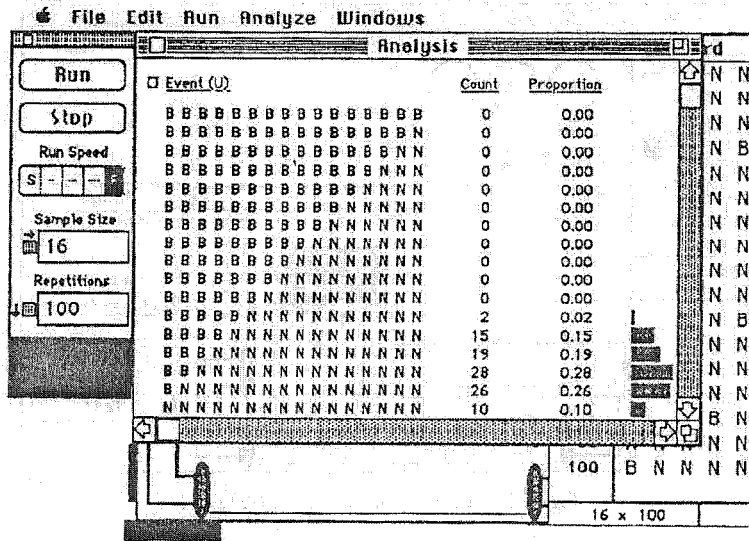 File Edit Run Analyze Windows
Run
Stop
Run Speed
S - - - -
Sample Size
16
Repetitions
100
Analysis
Event (U) Count Proportion
B B B B B B B B B B B B B B B B 0 0.00
B B B B B B B B B B B B B B B N 0 0.00
B B B B B B B B B B B B B B N N 0 0.00
B B B B B B B B B B B B B N N N 0 0.00
B B B B B B B B B B B B N N N N 0 0.00
B B B B B B B B B B B N N N N N 0 0.00
B B B B B B B B B B N N N N N N 0 0.00
B B B B B B B B B N N N N N N N 0 0.00
B B B B B B B B N N N N N N N N 0 0.00
B B B B B B B N N N N N N N N N 0 0.00
B B B B B B N N N N N N N N N N 0 0.00
B B B B B N N N N N N N N N N N 2 0.02
B B B B N N N N N N N N N N N N 15 0.15
B B B N N N N N N N N N N N N N 19 0.19
B B N N N N N N N N N N N N N N 28 0.28
B N N N N N N N N N N N N N N N 26 0.26
N N N N N N N N N N N N N N N N 10 0.10
rd
N N
N N
N N
N B
N N
N N
N N
N N
N N
N N
N B
N N
N N
N N
B N
N N
100 B N N N N
16 x 100